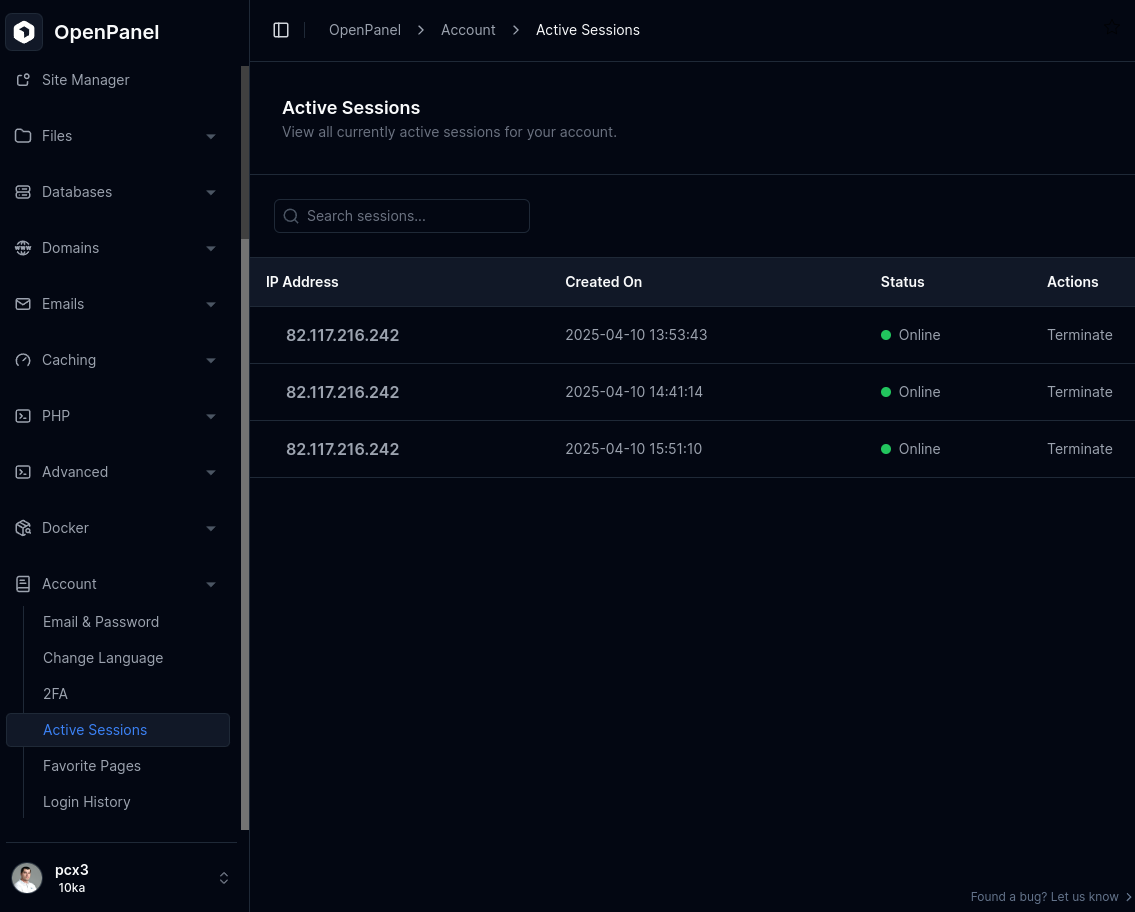 OpenPanel
Site Manager
Files
Databases
Domains
Emails
Caching
PHP
Advanced
Docker
Account
Email & Password
Change Language
2FA
Active Sessions
Favorite Pages
Login History
pcx3
10ka
OpenPanel > Account > Active Sessions
Active Sessions
View all currently active sessions for your account.
Search sessions...
IP Address Created On Status Actions
82.117.216.242 2025-04-10 13:53:43 Online Terminate
82.117.216.242 2025-04-10 14:41:14 Online Terminate
82.117.216.242 2025-04-10 15:51:10 Online Terminate
Found a bug? Let us know